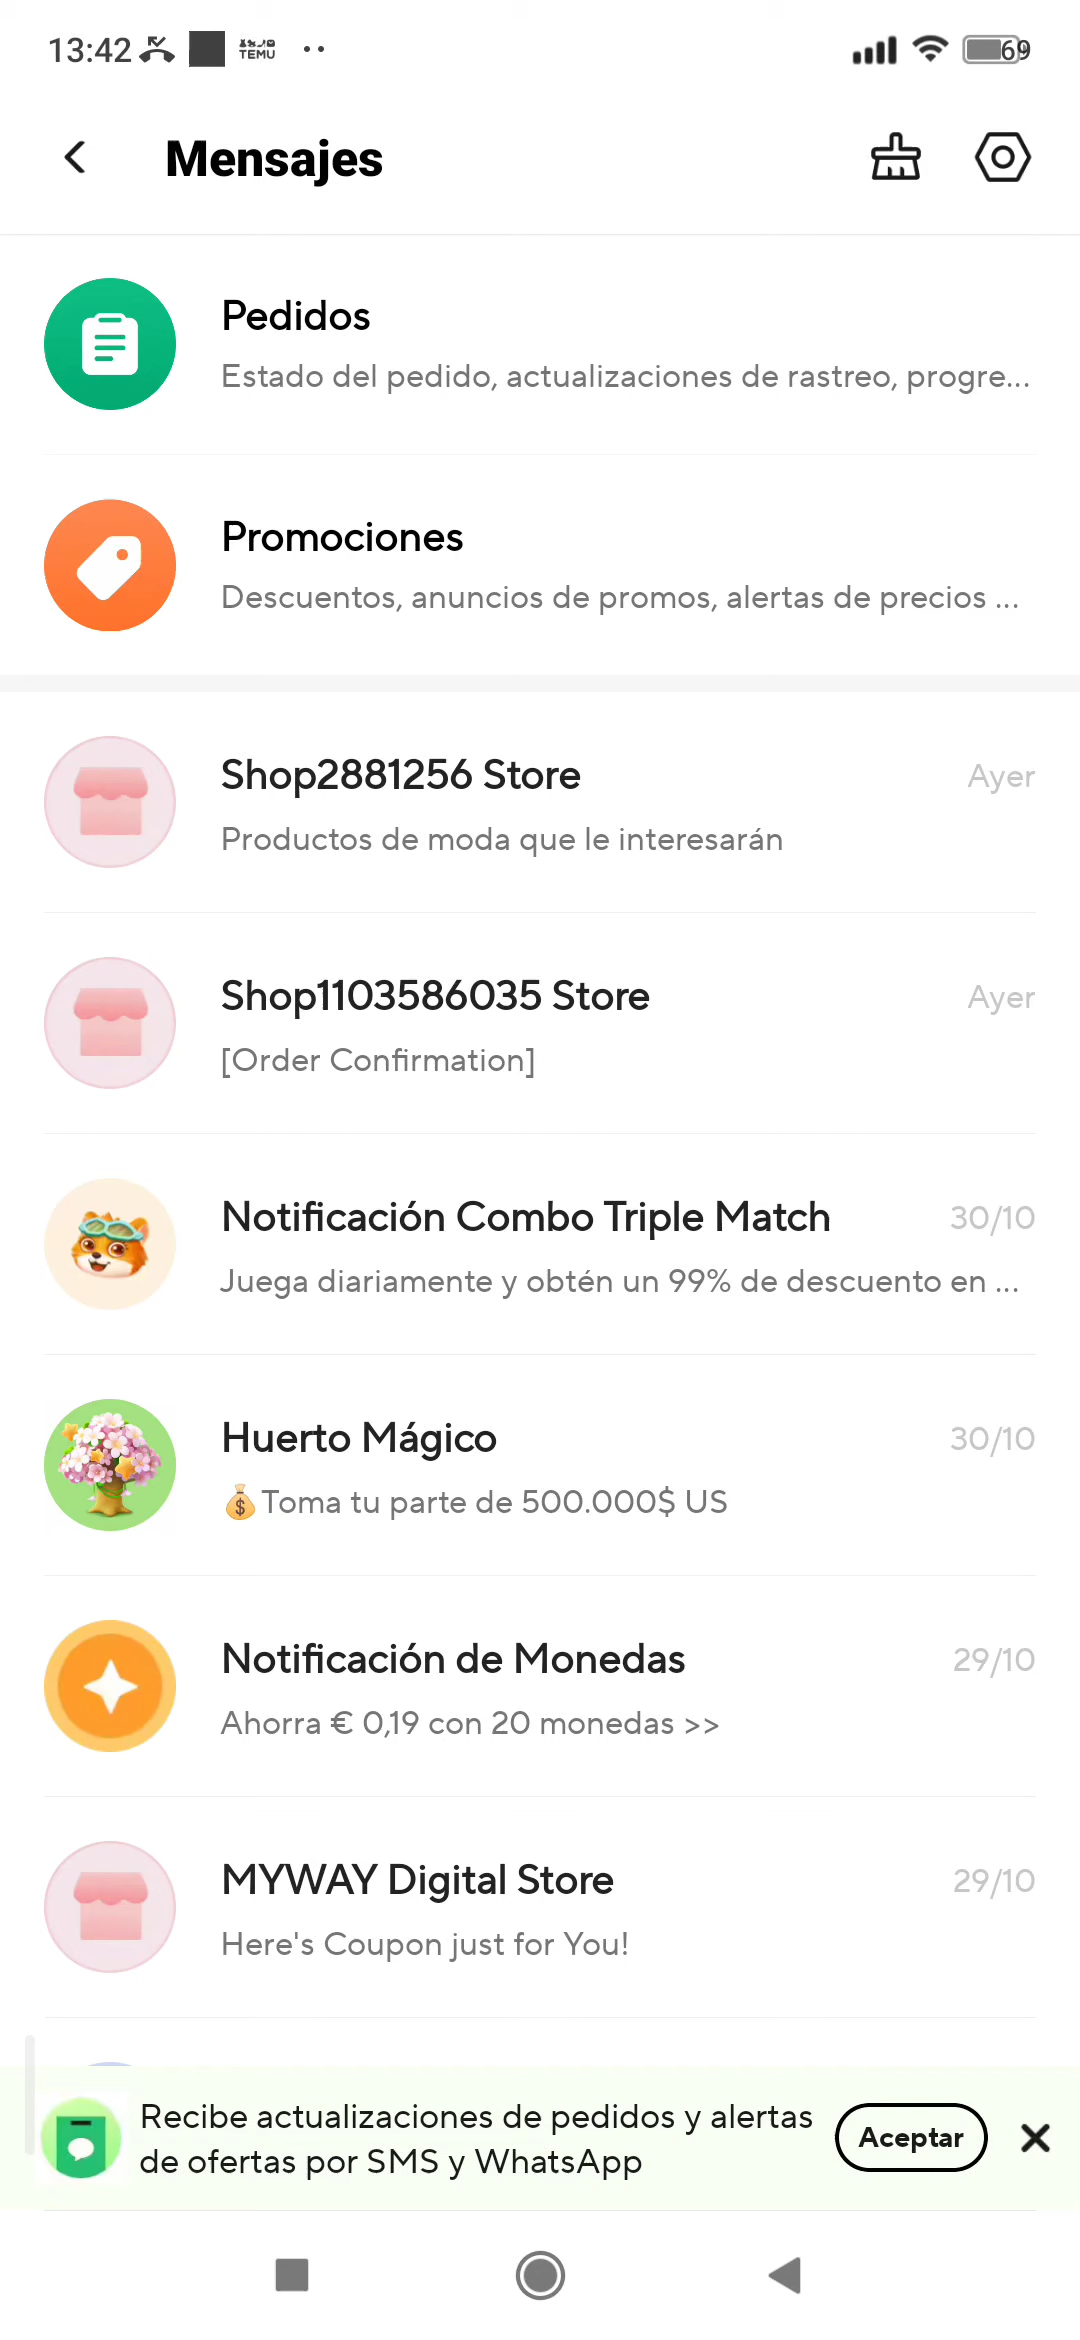 13:42 TEMU 69
Mensajes
Pedidos
Estado del pedido, actualizaciones de rastreo, progre...
Promociones
Descuentos, anuncios de promos, alertas de precios ...
Shop2881256 Store Ayer
Productos de moda que le interesarán
Shop1103586035 Store Ayer
[Order Confirmation]
Notificación Combo Triple Match 30/10
Juega diariamente y obtén un 99% de descuento en ...
Huerto Mágico 30/10
💰Toma tu parte de 500.000$ US
Notificación de Monedas 29/10
Ahorra € 0,19 con 20 monedas >>
MYWAY Digital Store 29/10
Here's Coupon just for You!
Recibe actualizaciones de pedidos y alertas
de ofertas por SMS y WhatsApp
Aceptar